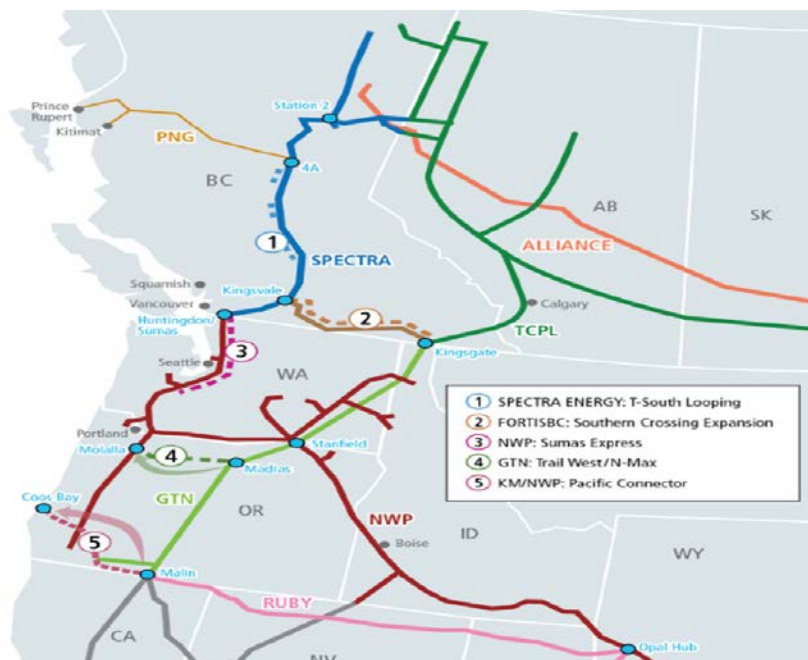 Station 2
Prince
Rupert
Kitimat
PNG
4A
BC
AB
SK
1
SPECTRA
ALLIANCE
Squamish
Kingsvale
Vancouver
Huntingdon/
Sumas
2
Calgary
TCPL
Kingsgate
3
Seattle
WA
1 SPECTRA ENERGY: T-South Looping
2 FORTISBC: Southern Crossing Expansion
3 NWP: Sumas Express
4 GTN: Trail West/N-Max
5 KM/NWP: Pacific Connector
Portland
Molalla
4
Stanfield
Madras
Coos Bay
GTN
OR
NWP
ID
5
Boise
WY
Malin
RUBY
CA
NV
Opal Hub